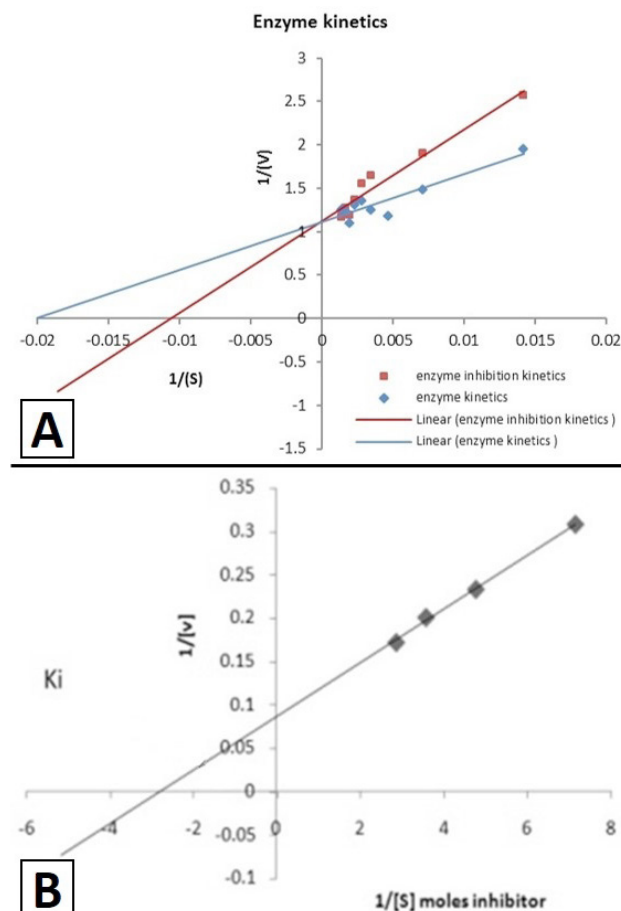 Enzyme kinetics
3
2.5
2
1.5
1
0.5
0
-0.5
-1
-1.5
1/(V)
-0.02 -0.015 -0.01 -0.005 0 0.005 0.01 0.015 0.02
1/(S)
enzyme inhibition kinetics
enzyme kinetics
Linear (enzyme inhibition kinetics )
Linear (enzyme kinetics )
A
0.35
0.3
0.25
0.2
0.15
0.1
0.05
0
-0.05
-0.1
1/[v]
Ki
-6 -4 -2 0 2 4 6 8
1/[S] moles inhibitor
B